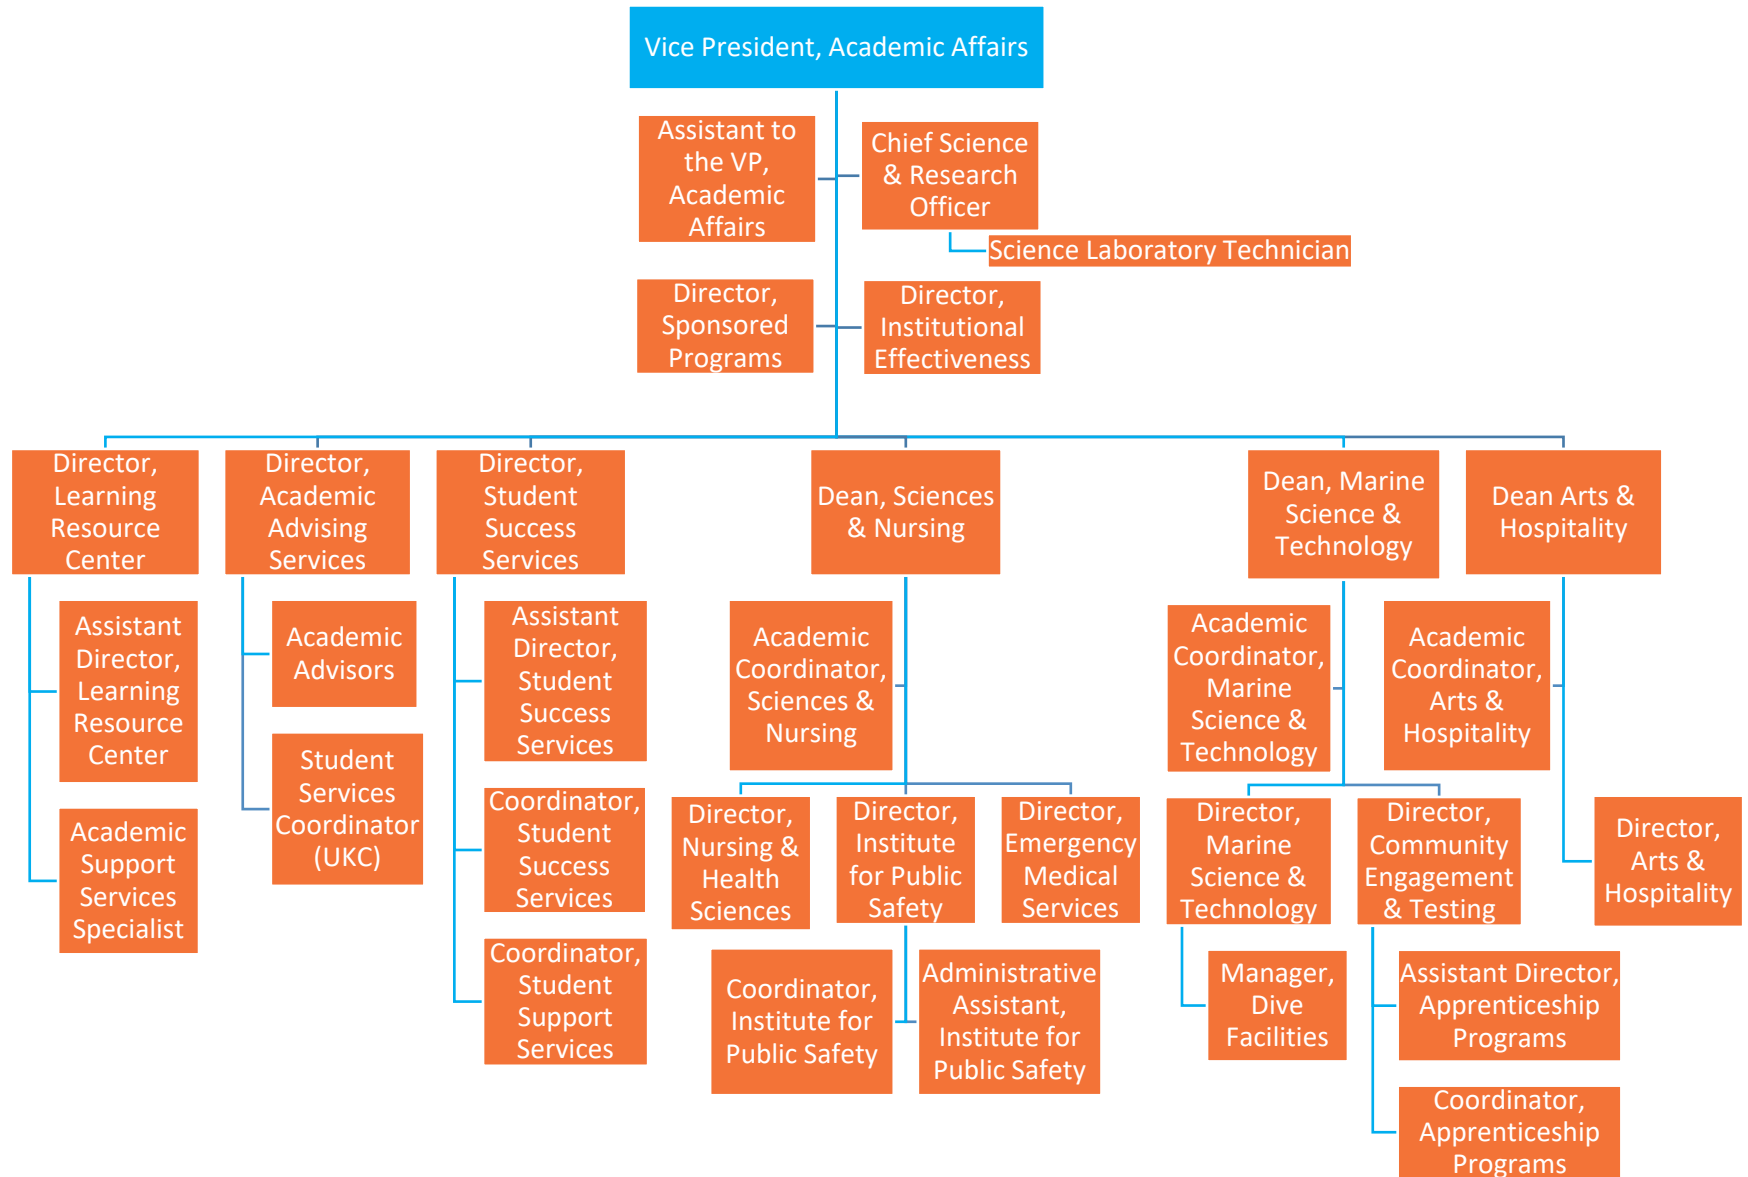 Vice President, Academic Affairs
Assistant to
the VP,
Academic
Affairs
Chief Science
& Research
Officer
Science Laboratory Technician
Director,
Sponsored
Programs
Director,
Institutional
Effectiveness
Director,
Learning
Resource
Center
Director,
Academic
Advising
Services
Director,
Student
Success
Services
Dean, Sciences
& Nursing
Dean, Marine
Science &
Technology
Dean Arts &
Hospitality
Assistant
Director,
Learning
Resource
Center
Academic
Support
Services
Specialist
Academic
Advisors
Student
Services
Coordinator
(UKC)
Assistant
Director,
Student
Success
Services
Coordinator,
Student
Success
Services
Coordinator,
Student
Support
Services
Academic
Coordinator,
Sciences &
Nursing
Director,
Nursing &
Health
Sciences
Director,
Institute
for Public
Safety
Director,
Emergency
Medical
Services
Coordinator,
Institute for
Public Safety
Administrative
Assistant,
Institute for
Public Safety
Academic
Coordinator,
Marine
Science &
Technology
Director,
Marine
Science &
Technology
Director,
Community
Engagement
& Testing
Manager,
Dive
Facilities
Assistant Director,
Apprenticeship
Programs
Coordinator,
Apprenticeship
Programs
Academic
Coordinator,
Arts &
Hospitality
Director,
Arts &
Hospitality